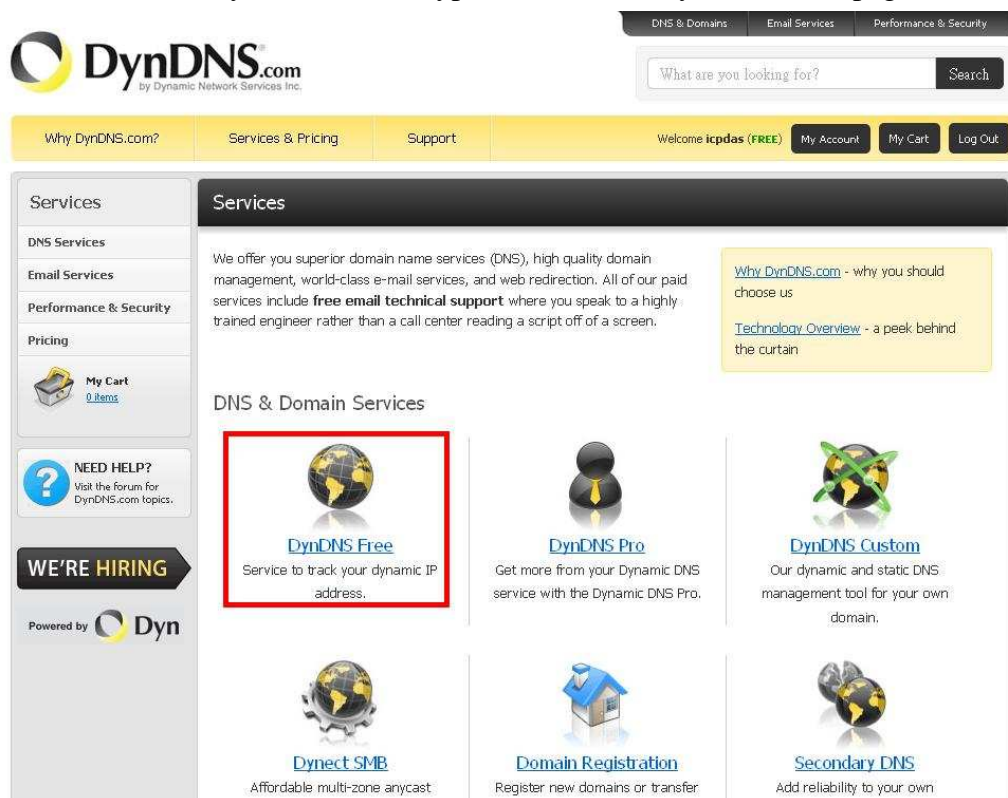 DNS & Domains Email Services Performance & Security
DynDNS.com
by Dynamic Network Services Inc.
What are you looking for? Search
Why DynDNS.com? Services & Pricing Support Welcome icpdas (FREE) My Account My Cart Log Out
Services
DNS Services
Email Services
Performance & Security
Pricing
My Cart
0 items
NEED HELP?
Visit the forum for
DynDNS.com topics.
WE'RE HIRING
Powered by Dyn
Services
We offer you superior domain name services (DNS), high quality domain
management, world-class e-mail services, and web redirection. All of our paid
services include free email technical support where you speak to a highly
trained engineer rather than a call center reading a script off of a screen.
Why DynDNS.com - why you should
choose us
Technology Overview - a peek behind
the curtain
DNS & Domain Services
DynDNS Free
Service to track your dynamic IP
address.
DynDNS Pro
Get more from your Dynamic DNS
service with the Dynamic DNS Pro.
DynDNS Custom
Our dynamic and static DNS
management tool for your own
domain.
Dynect SMB
Affordable multi-zone anycast
Domain Registration
Register new domains or transfer
Secondary DNS
Add reliability to your own